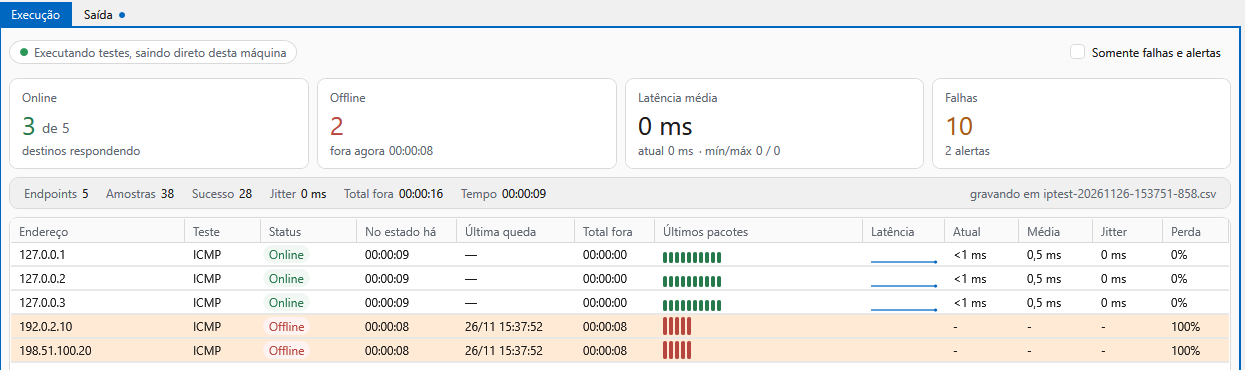 Execução Saída
Executando testes, saindo direto desta máquina Somente falhas e alertas
Online Offline Latência média Falhas
3 de 5 2 0 ms 10
destinos respondendo fora agora 00:00:08 atual 0 ms · mín/máx 0 / 0 2 alertas
Endpoints 5 Amostras 38 Sucesso 28 Jitter 0 ms Total fora 00:00:16 Tempo 00:00:09 gravando em iptest-20261126-153751-858.csv
Endereço Teste Status No estado há Última queda Total fora Últimos pacotes Latência Atual Média Jitter Perda
127.0.0.1 ICMP Online 00:00:09 — 00:00:00 <1 ms 0,5 ms 0 ms 0%
127.0.0.2 ICMP Online 00:00:09 — 00:00:00 <1 ms 0,5 ms 0 ms 0%
127.0.0.3 ICMP Online 00:00:09 — 00:00:00 <1 ms 0,5 ms 0 ms 0%
192.0.2.10 ICMP Offline 00:00:08 26/11 15:37:52 00:00:08 - - - 100%
198.51.100.20 ICMP Offline 00:00:08 26/11 15:37:52 00:00:08 - - - 100%